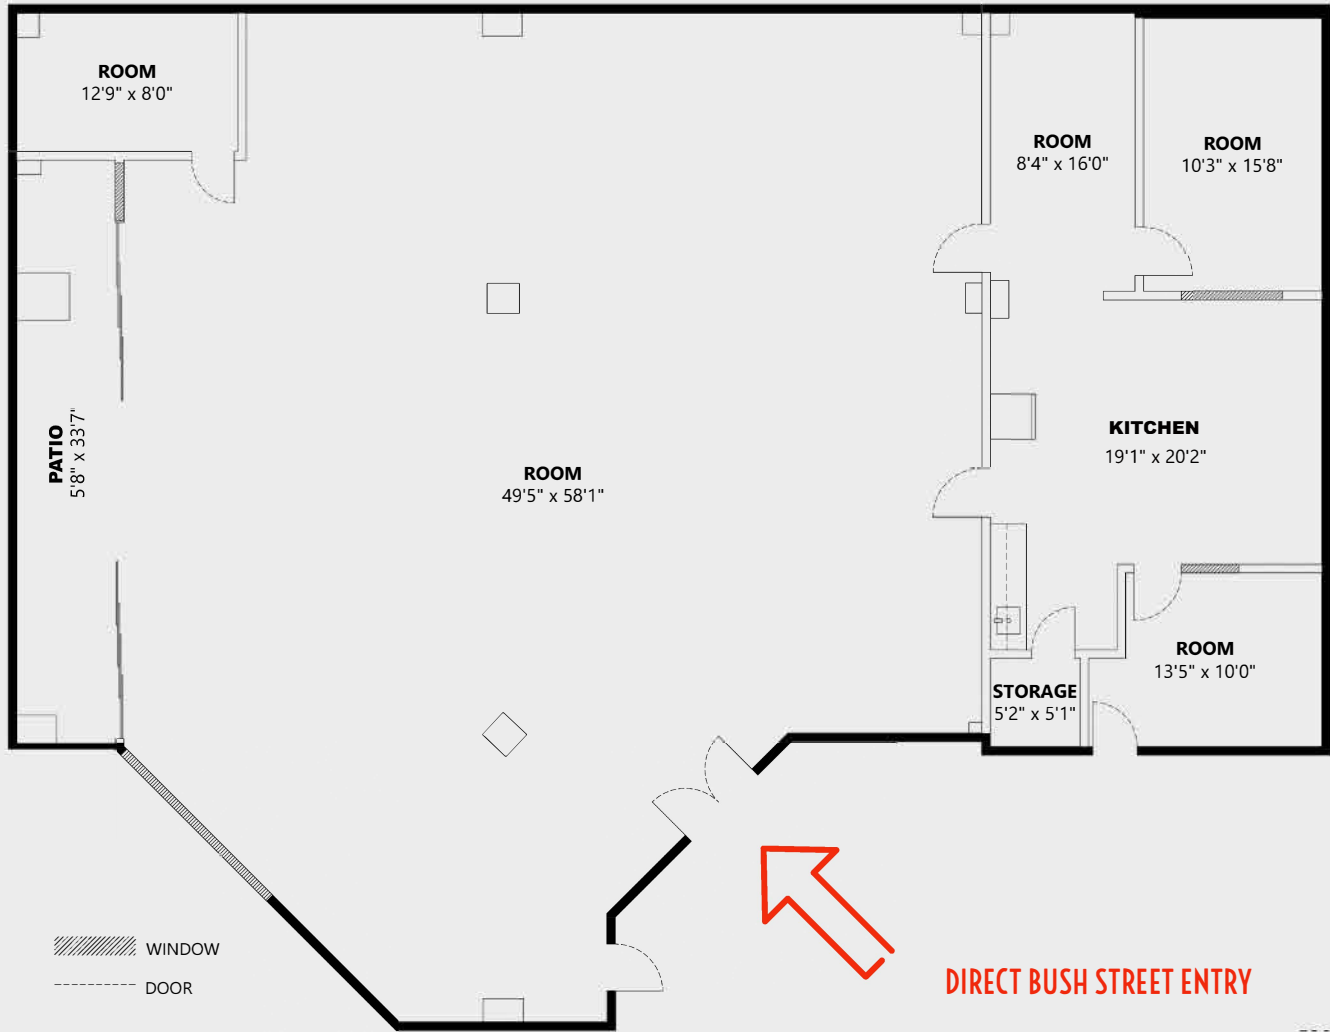 ROOM
12'9" x 8'0"
ROOM
8'4" x 16'0"
ROOM
10'3" x 15'8"
PATIO
5'8" x 33'7"
ROOM
49'5" x 58'1"
KITCHEN
19'1" x 20'2"
ROOM
13'5" x 10'0"
STORAGE
5'2" x 5'1"
WINDOW
DOOR
DIRECT BUSH STREET ENTRY